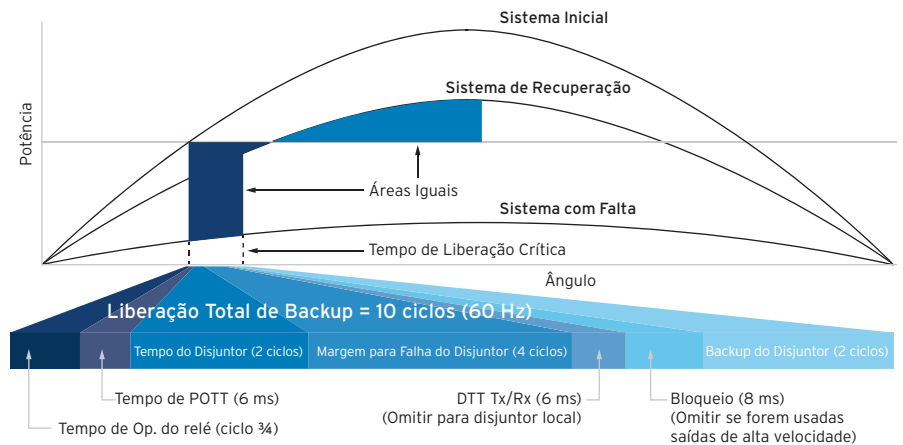 Sistema Inicial
Sistema de Recuperação
Potência
Áreas Iguais
Sistema com Falta
Tempo de Liberação Crítica
Ângulo
Liberação Total de Backup = 10 ciclos (60 Hz)
Tempo do Disjuntor (2 ciclos)
Margem para Falha do Disjuntor (4 ciclos)
Backup do Disjuntor (2 ciclos)
Tempo de POTT (6 ms)
Tempo de Op. do relé (ciclo ¾)
DTT Tx/Rx (6 ms)
(Omitir para disjuntor local)
Bloqueio (8 ms)
(Omitir se forem usadas
saídas de alta velocidade)